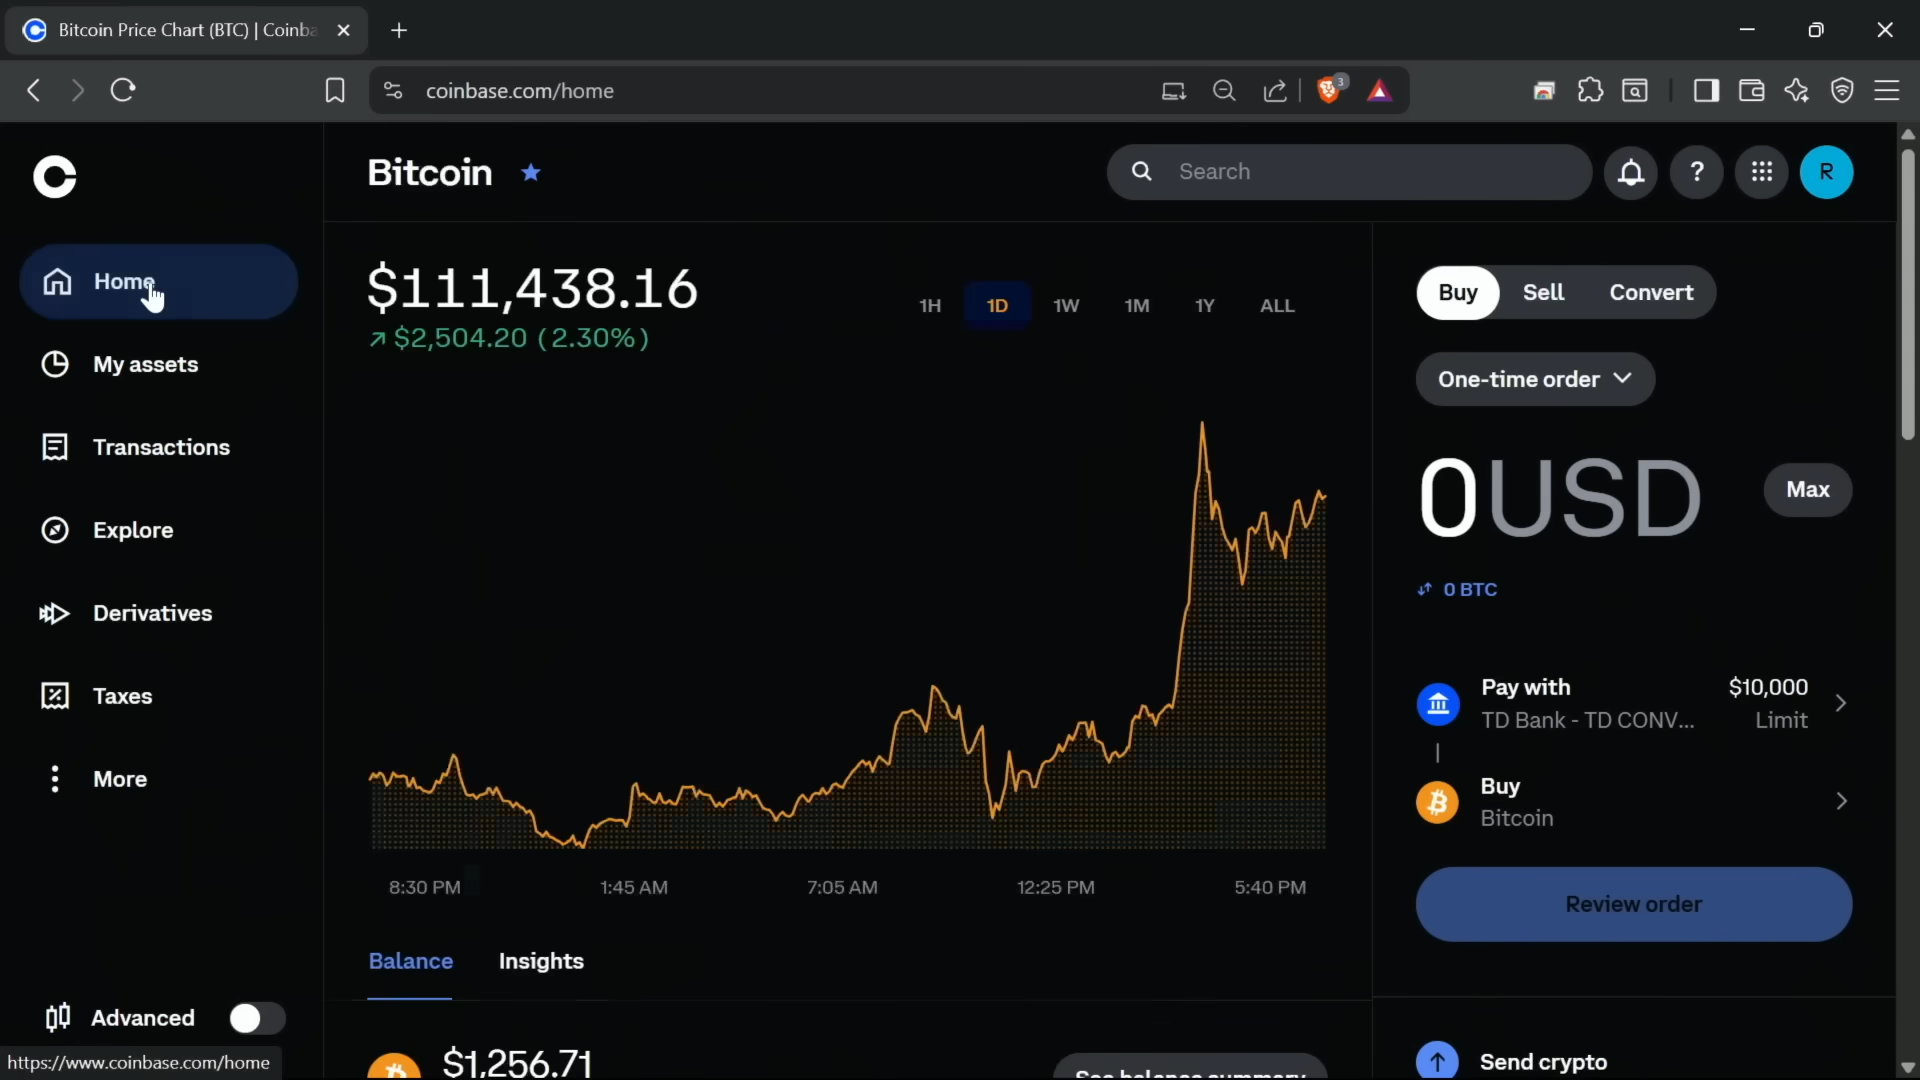 Bitcoin Price Chart (BTC) | Coinba
coinbase.com/home
3
Bitcoin
Search
?
R
Home
My assets
Transactions
Explore
Derivatives
Taxes
More
Advanced
https://www.coinbase.com/home
$111,438.16
↗ $2,504.20 (2.30%)
1H 1D 1W 1M 1Y ALL
8:30 PM 1:45 AM 7:05 AM 12:25 PM 5:40 PM
Balance Insights
$1,256.71
See balance summary
Buy Sell Convert
One-time order
0USD
Max
0 BTC
Pay with $10,000
TD Bank - TD CONV... Limit
Buy
Bitcoin
Review order
Send crypto